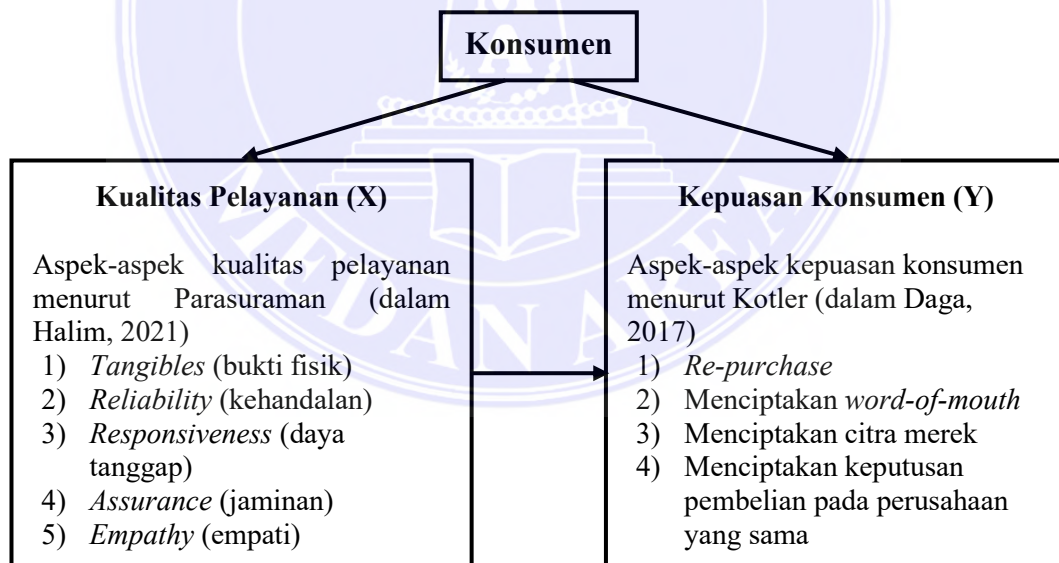 Konsumen
Kualitas Pelayanan (X)
Aspek-aspek kualitas pelayanan
menurut Parasuraman (dalam
Halim, 2021)
1) Tangibles (bukti fisik)
2) Reliability (kehandalan)
3) Responsiveness (daya
tanggap)
4) Assurance (jaminan)
5) Empathy (empati)
Kepuasan Konsumen (Y)
Aspek-aspek kepuasan konsumen
menurut Kotler (dalam Daga,
2017)
1) Re-purchase
2) Menciptakan word-of-mouth
3) Menciptakan citra merek
4) Menciptakan keputusan
pembelian pada perusahaan
yang sama
MEDAN AREA